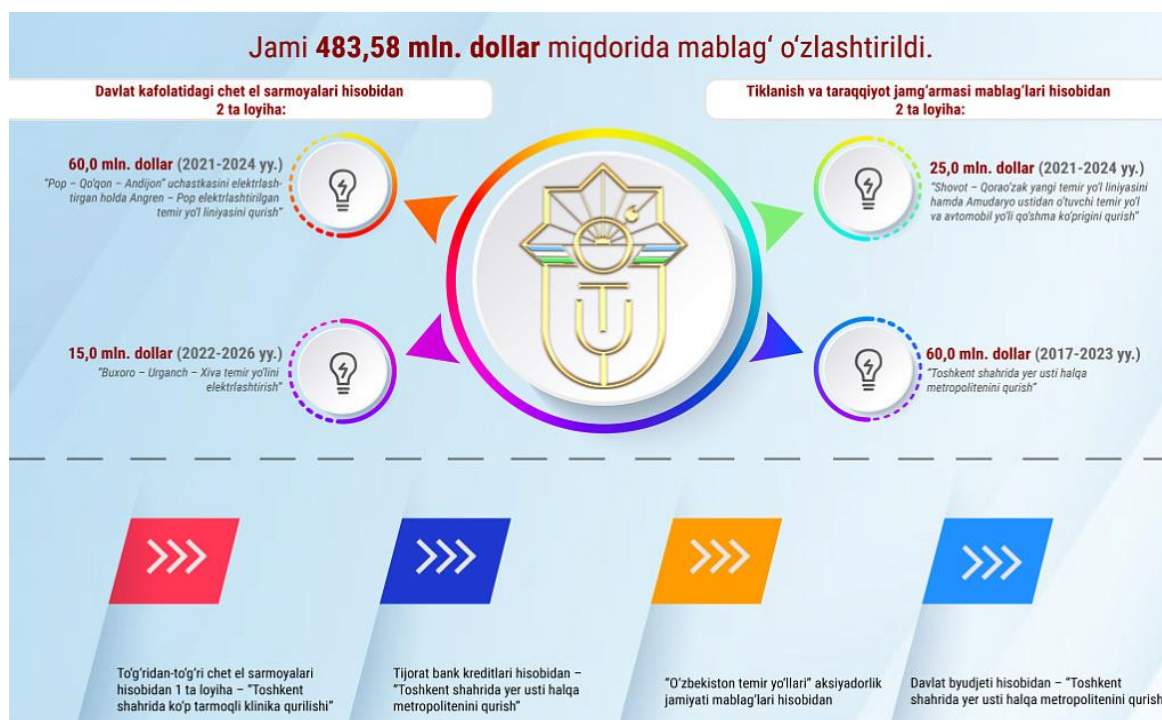 Jami 483,58 mln. dollar miqdorida mablag‘ o‘zlashtirildi.
Davlat kafolatidagi chet el sarmoyalari hisobidan
2 ta loyiha:
60,0 mln. dollar (2021-2024 yy.)
"Pop – Qo'qon – Andijon" uchastkasini elektrlash-
tirgan holda Angren – Pop elektrlashtirilgan
temir yo'l liniyasini qurish"
15,0 mln. dollar (2022-2026 yy.)
"Buxoro – Urganch – Xiva temir yo'lini
elektrlashtirish"
Tiklanish va taraqqiyot jamg‘armasi mablag‘lari hisobidan
2 ta loyiha:
25,0 mln. dollar (2021-2024 yy.)
"Shovot – Qorao'zak yangi temir yo'l liniyasini
hamda Amudaryo ustidan o'tuvchi temir yo'l
va avtomobil yo'li qo'shma ko'prigini qurish"
60,0 mln. dollar (2017-2023 yy.)
"Toshkent shahrida yer usti halqa
metropolitenini qurish"
To‘g‘ridan-to‘g‘ri chet el sarmoyalari
hisobidan 1 ta loyiha – "Toshkent
shahrida ko‘p tarmoqli klinika qurilishi"
Tijorat bank kreditlari hisobidan –
"Toshkent shahrida yer usti halqa
metropolitenini qurish"
"O‘zbekiston temir yo‘llari" aksiyadorlik
jamiyati mablag‘lari hisobidan
Davlat byudjeti hisobidan – "Toshkent
shahrida yer usti halqa metropolitenini qurish